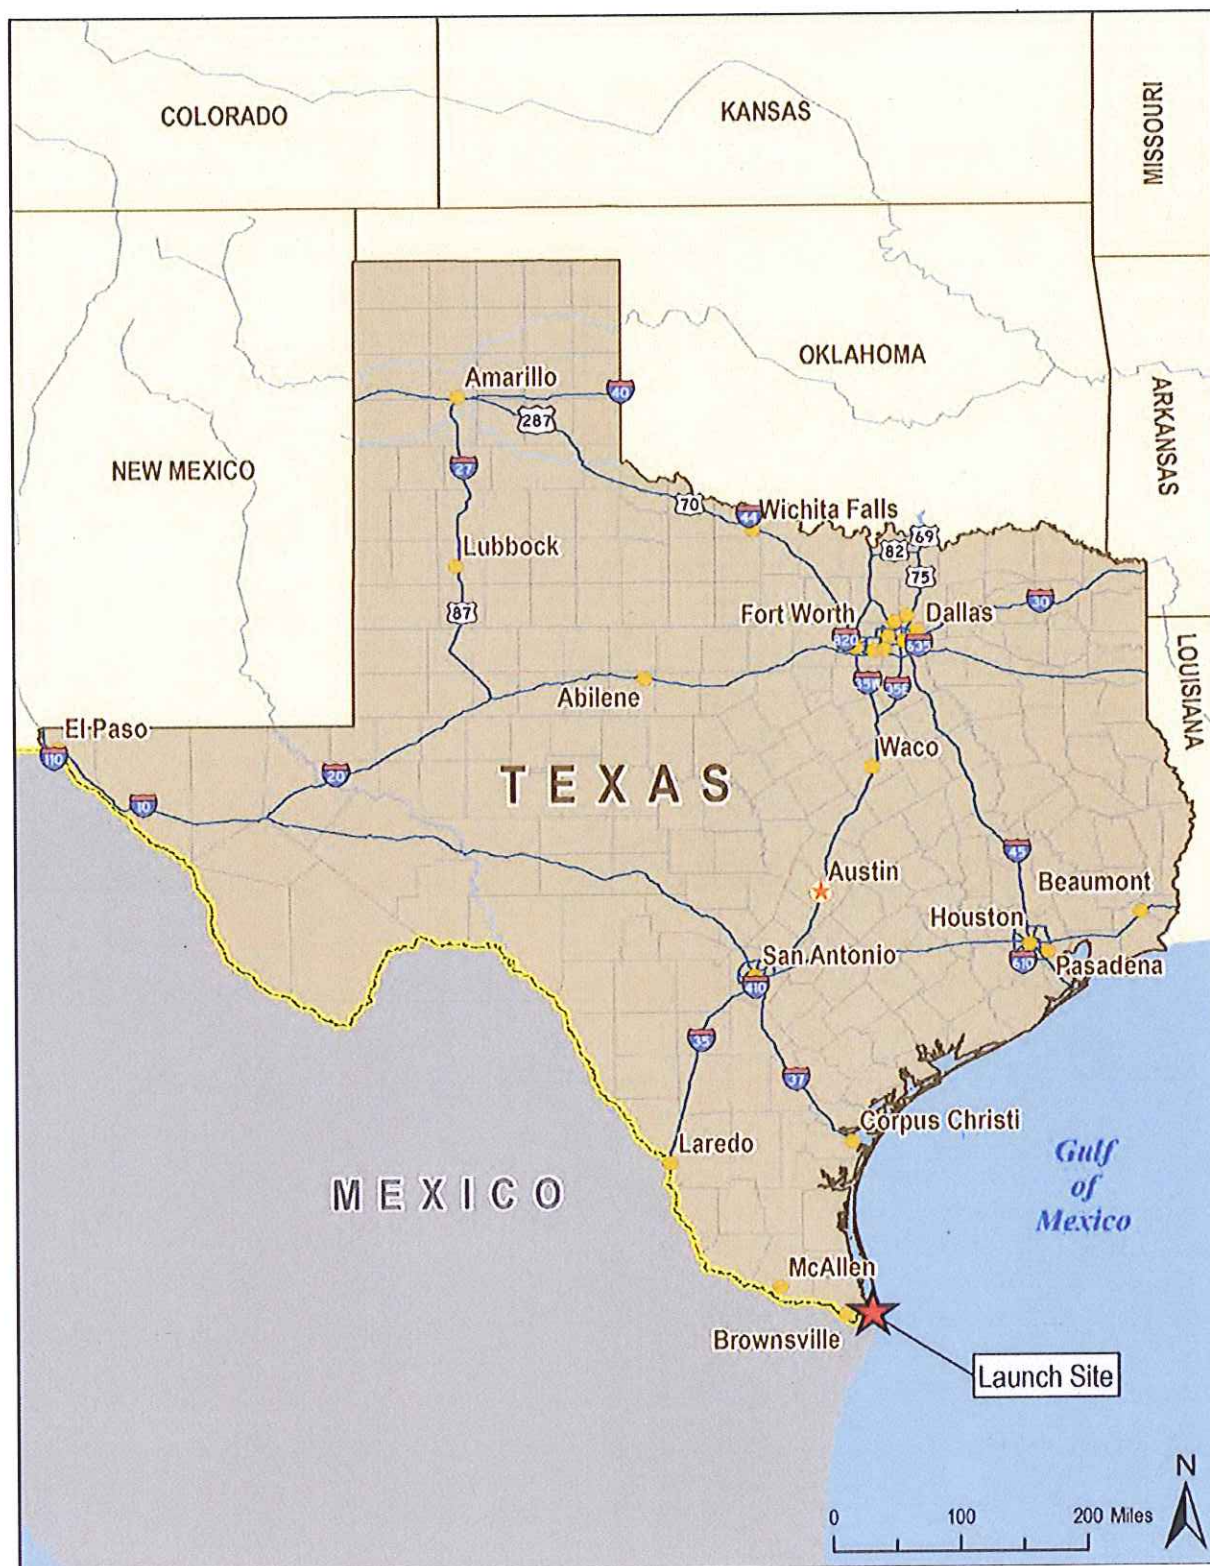 COLORADO
KANSAS
MISSOURI
OKLAHOMA
ARKANSAS
Amarillo
40
287
NEW MEXICO
27
70
44
Wichita Falls
69
82
75
Lubbock
87
30
Fort Worth
Dallas
820
635
LOUISIANA
35W
35E
Abilene
El Paso
110
Waco
20
TEXAS
10
45
Austin
Beaumont
Houston
San Antonio
610
Pasadena
410
35
37
Corpus Christi
Laredo
Gulf
of
Mexico
MEXICO
McAllen
Brownsville
Launch Site
N
0 100 200 Miles